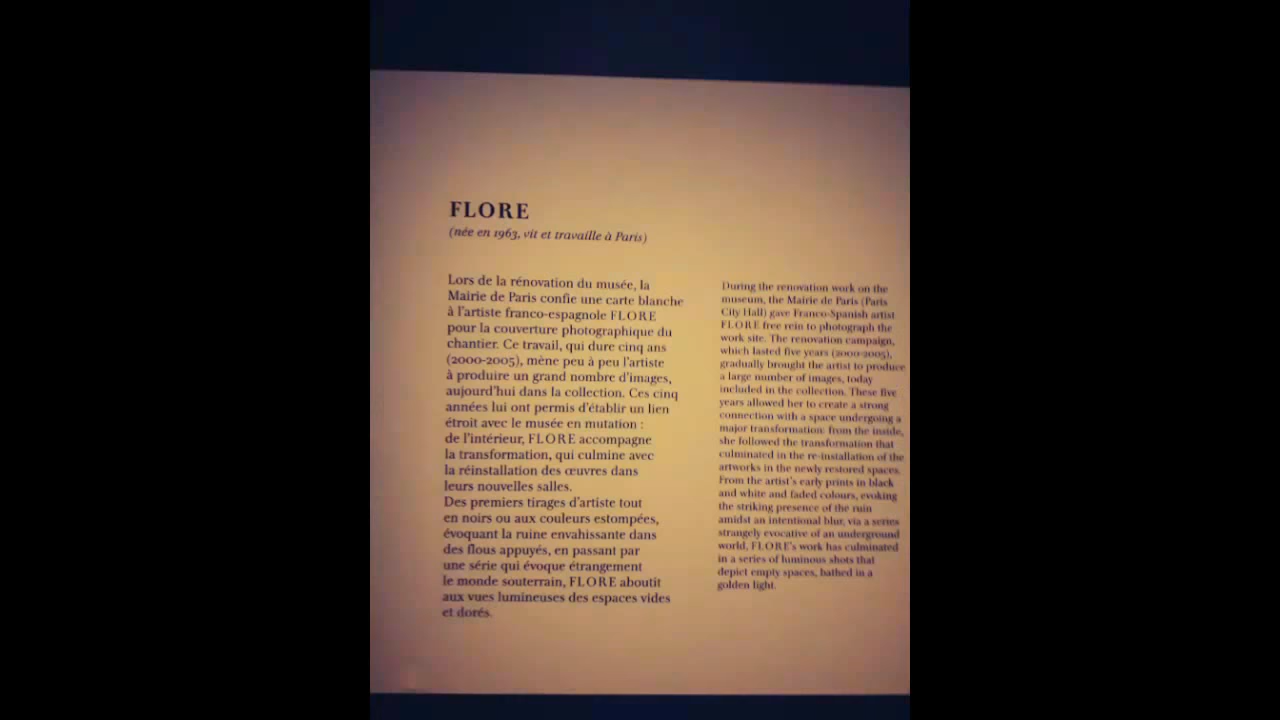 FLORE
(née en 1963, vit et travaille à Paris)
Lors de la rénovation du musée, la
Mairie de Paris confie une carte blanche
à l'artiste franco-espagnole FLORE
pour la couverture photographique du
chantier. Ce travail, qui dure cinq ans
(2000-2005), mène peu à peu l'artiste
à produire un grand nombre d'images,
aujourd'hui dans la collection. Ces cinq
années lui ont permis d'établir un lien
étroit avec le musée en mutation :
de l'intérieur, FLORE accompagne
la transformation, qui culmine avec
la réinstallation des œuvres dans
leurs nouvelles salles.
Des premiers tirages d'artiste tout
en noirs ou aux couleurs estompées,
évoquant la ruine envahissante dans
des flous appuyés, en passant par
une série qui évoque étrangement
le monde souterrain, FLORE aboutit
aux vues lumineuses des espaces vides
et dorés.
During the renovation work on the
museum, the Mairie de Paris (Paris
City Hall) gave Franco-Spanish artist
FLORE free rein to photograph the
work site. The renovation campaign,
which lasted five years (2000-2005),
gradually brought the artist to produce
a large number of images, today
included in the collection. These five
years allowed her to create a strong
connection with a space undergoing a
major transformation: from the inside,
she followed the transformation that
culminated in the re-installation of the
artworks in the newly restored spaces.
From the artist's early prints in black
and white and faded colours, evoking
the striking presence of the ruin
amidst an intentional blur, via a series
strangely evocative of an underground
world, FLORE's work has culminated
in a series of luminous shots that
depict empty spaces, bathed in a
golden light.